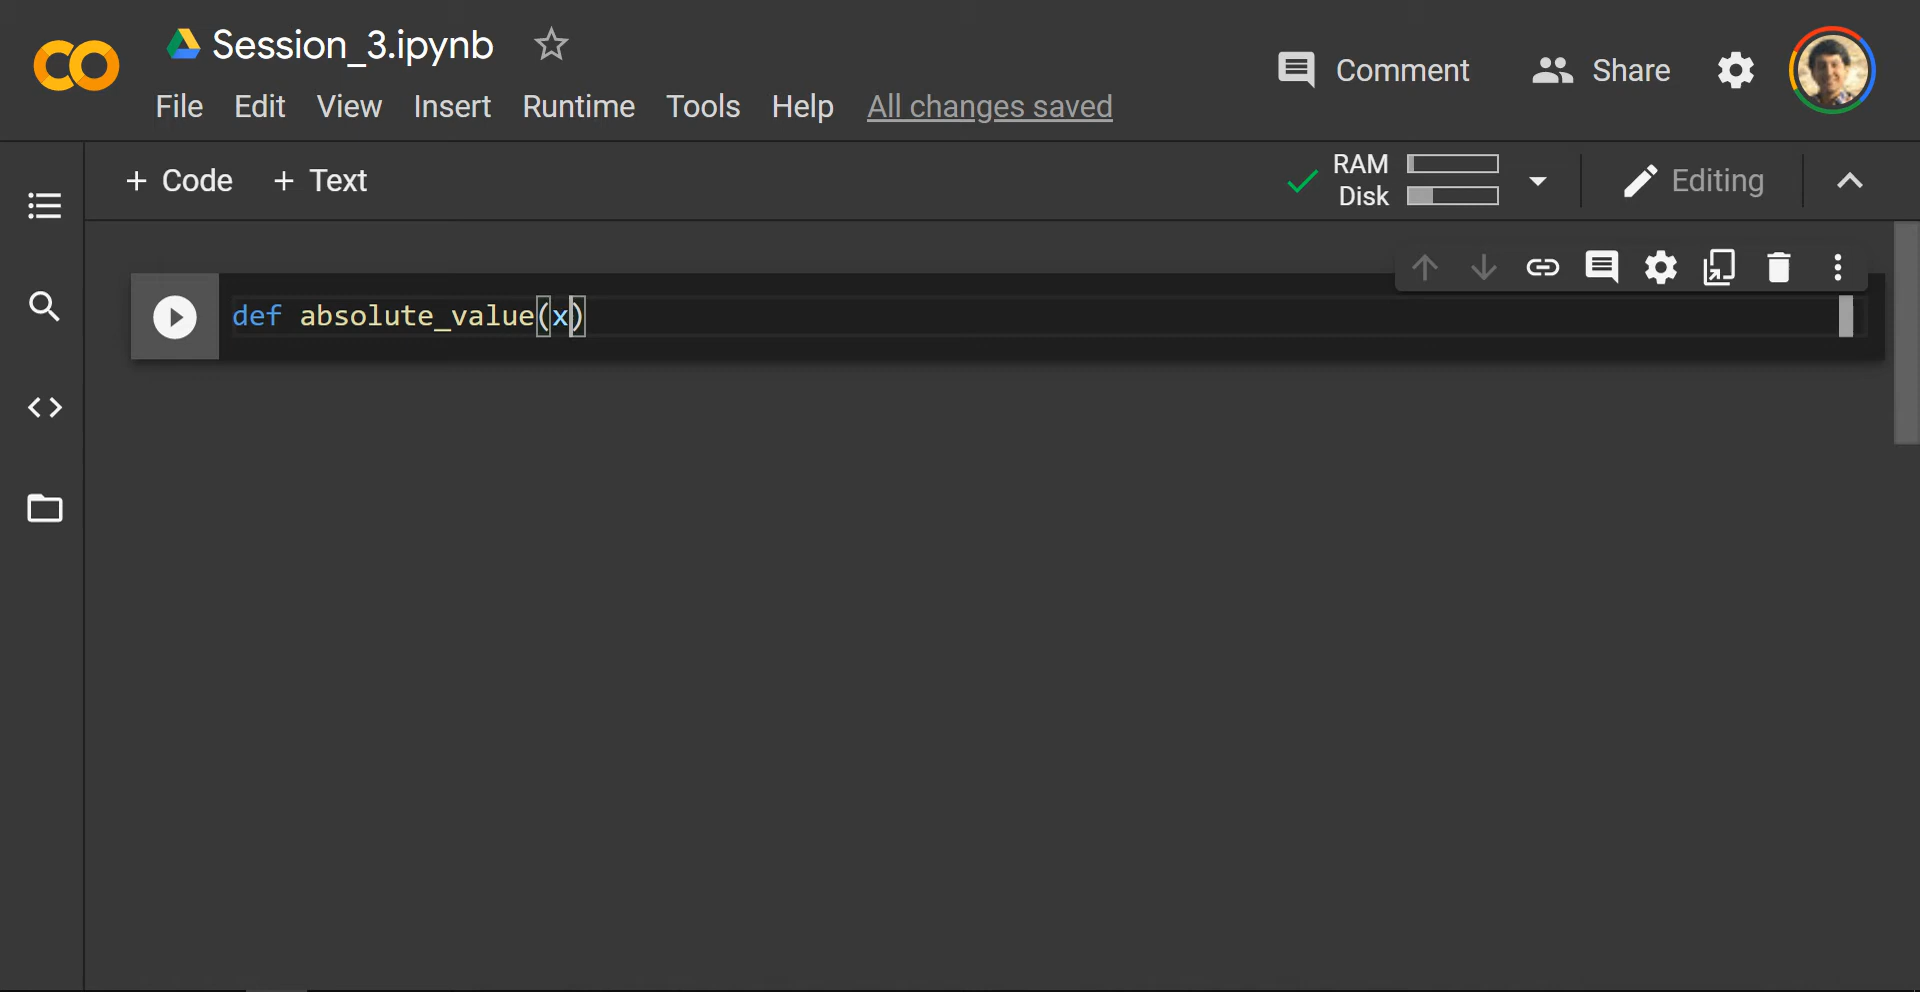 Session_3.ipynb
Comment
Share
File Edit View Insert Runtime Tools Help All changes saved
+ Code + Text
RAM
Disk
Editing
def absolute_value(x)